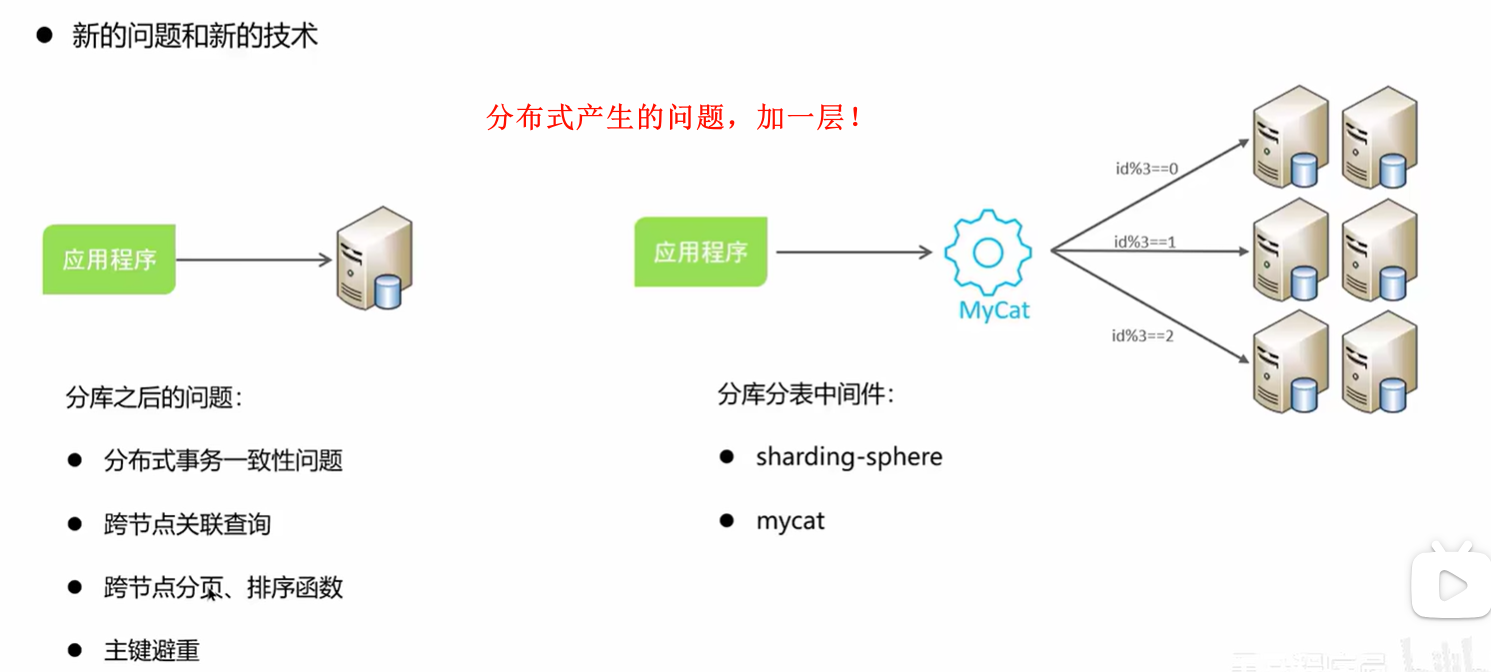 新的问题和新的技术
分布式产生的问题，加一层！
应用程序
分库之后的问题：
分布式事务一致性问题
跨节点关联查询
跨节点分页、排序函数
主键避重
应用程序
MyCat
id%3==0
id%3==1
id%3==2
分库分表中间件：
sharding-sphere
mycat